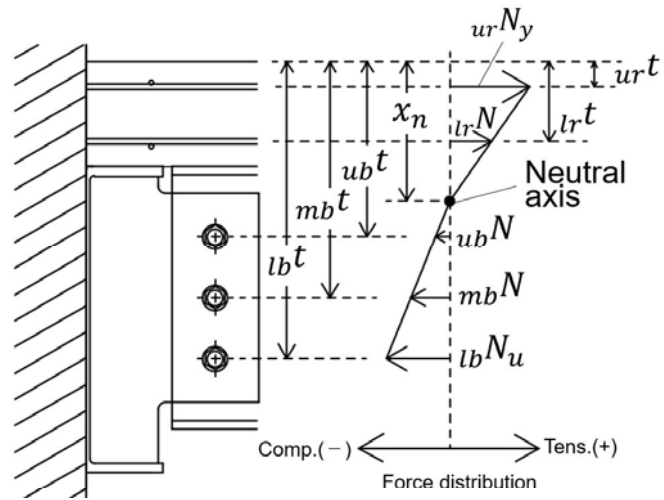 urNy
urt
xn
lrN
lrt
ubt
Neutral
axis
mbt
ubN
lbt
mbN
lbNu
Comp.(−)
Tens.(+)
Force distribution